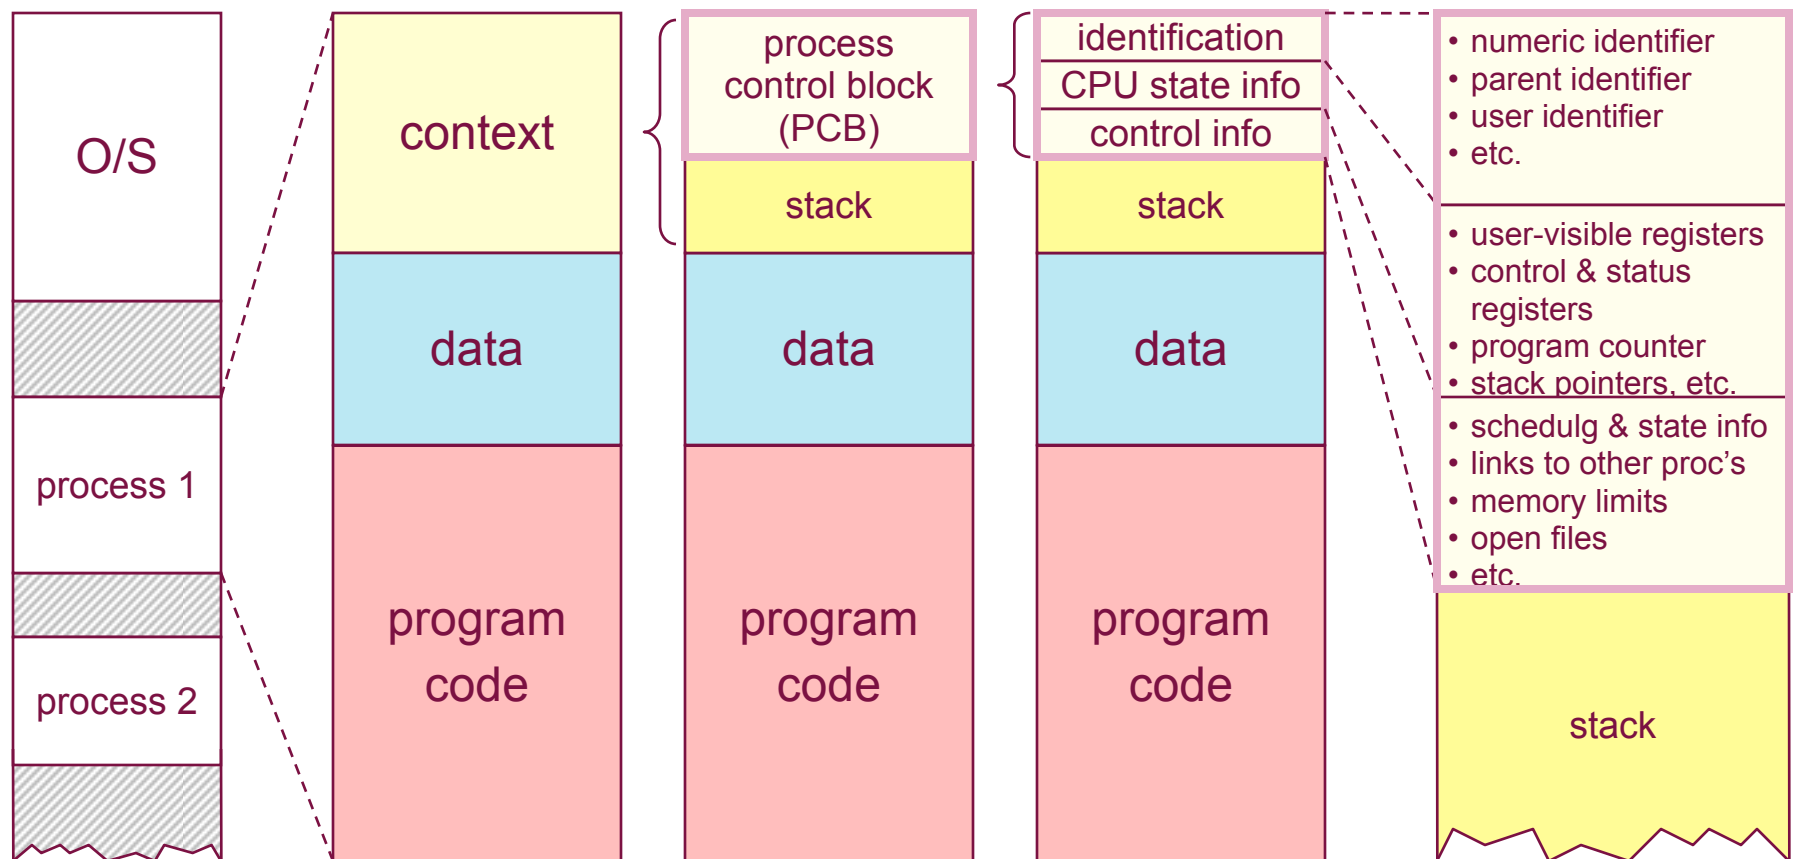 O/S
process 1
process 2
context
data
program
code
process
control block
(PCB)
stack
data
program
code
identification
CPU state info
control info
stack
data
program
code
• numeric identifier
• parent identifier
• user identifier
• etc.
• user-visible registers
• control & status
registers
• program counter
• stack pointers, etc.
• schedulg & state info
• links to other proc’s
• memory limits
• open files
• etc.
stack